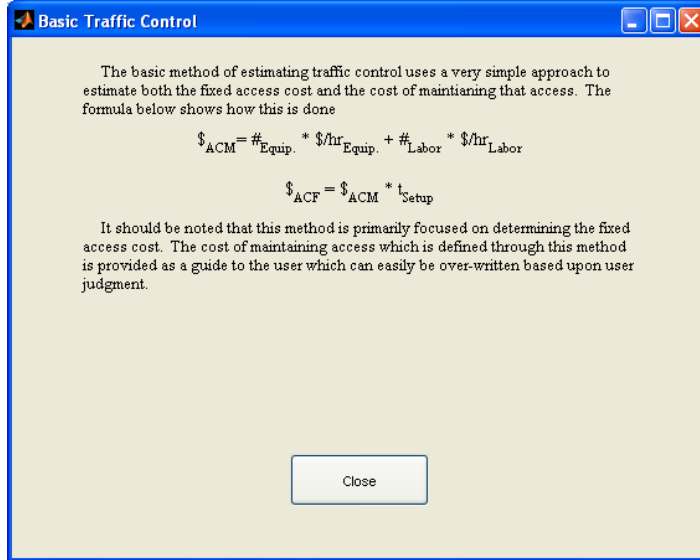 Basic Traffic Control
The basic method of estimating traffic control uses a very simple approach to
estimate both the fixed access cost and the cost of maintianing that access. The
formula below shows how this is done
$ACM= #Equip. * $/hrEquip. + #Labor * $/hrLabor
$ACF = $ACM * tSetup
It should be noted that this method is primarily focused on determining the fixed
access cost. The cost of maintaining access which is defined through this method
is provided as a guide to the user which can easily be over-written based upon user
judgment.
Close